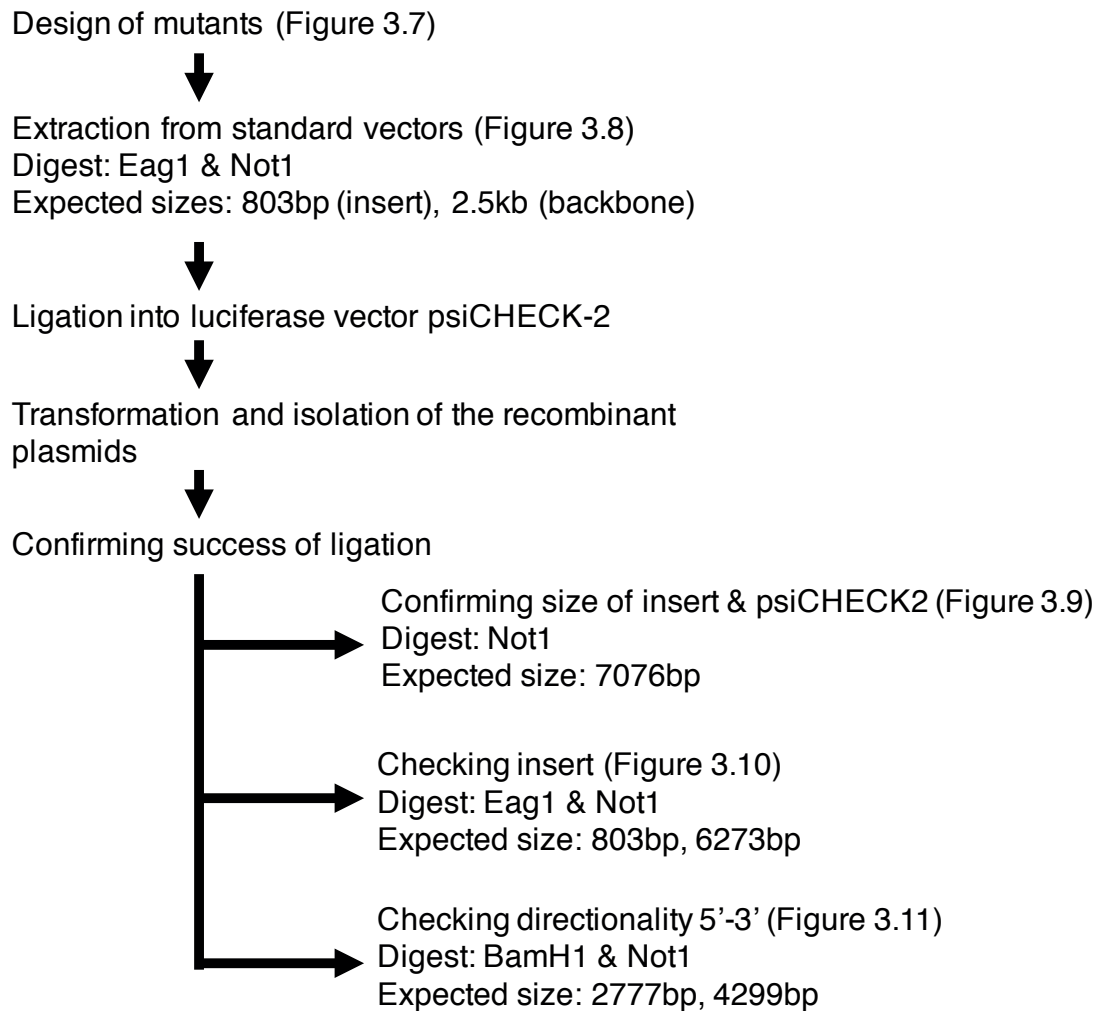 Design of mutants (Figure 3.7)
Extraction from standard vectors (Figure 3.8)
Digest: Eag1 & Not1
Expected sizes: 803bp (insert), 2.5kb (backbone)
Ligation into luciferase vector psiCHECK-2
Transformation and isolation of the recombinant
plasmids
Confirming success of ligation
Confirming size of insert & psiCHECK2 (Figure 3.9)
Digest: Not1
Expected size: 7076bp
Checking insert (Figure 3.10)
Digest: Eag1 & Not1
Expected size: 803bp, 6273bp
Checking directionality 5’-3’ (Figure 3.11)
Digest: BamH1 & Not1
Expected size: 2777bp, 4299bp